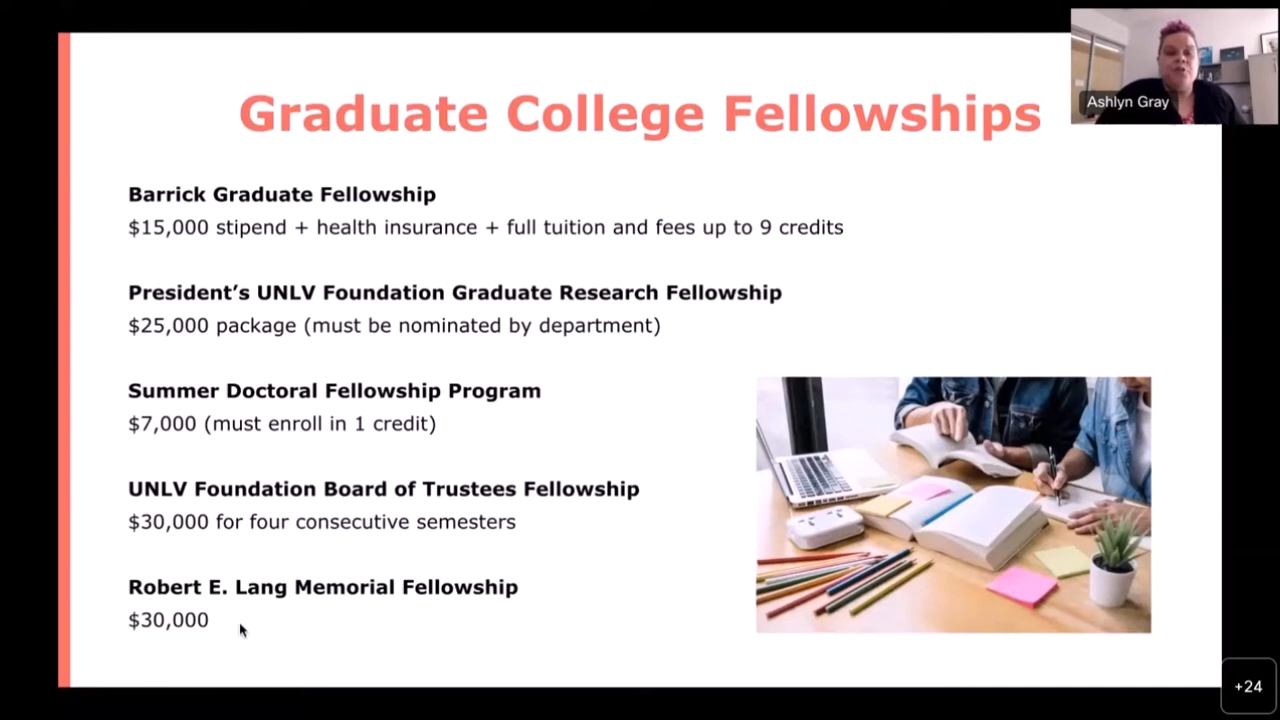 Graduate College Fellowships
Ashlyn Gray
Barrick Graduate Fellowship
$15,000 stipend + health insurance + full tuition and fees up to 9 credits
President’s UNLV Foundation Graduate Research Fellowship
$25,000 package (must be nominated by department)
Summer Doctoral Fellowship Program
$7,000 (must enroll in 1 credit)
UNLV Foundation Board of Trustees Fellowship
$30,000 for four consecutive semesters
Robert E. Lang Memorial Fellowship
$30,000
+24